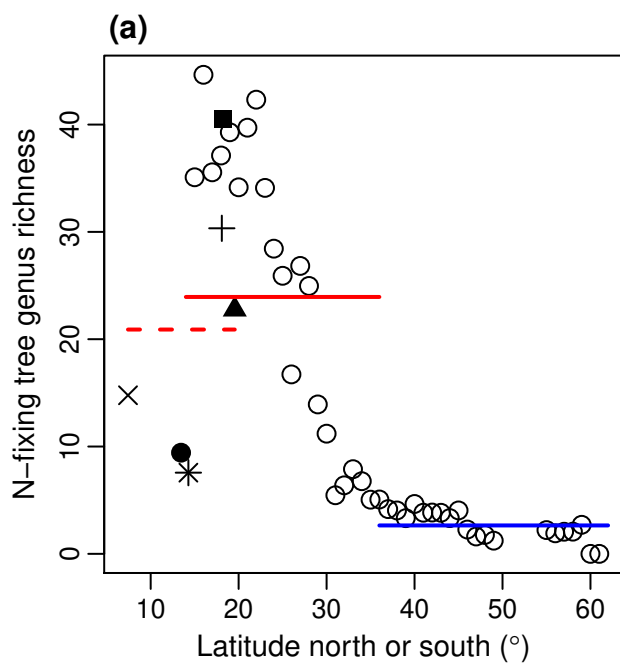 (a)
N−fixing tree genus richness
40
30
20
10
0
10 20 30 40 50 60
Latitude north or south (°)